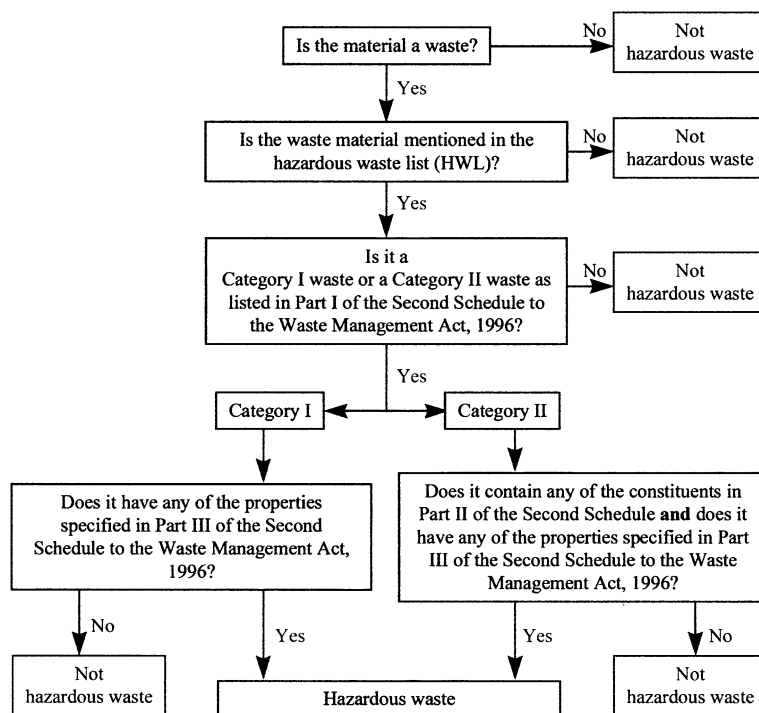 Is the material a waste?
No
Not
hazardous waste
Yes
Is the waste material mentioned in the
hazardous waste list (HWL)?
No
Not
hazardous waste
Yes
Is it a
Category I waste or a Category II waste as
listed in Part I of the Second Schedule to
the Waste Management Act, 1996?
No
Not
hazardous waste
Yes
Category I
Category II
Does it have any of the properties
specified in Part III of the Second
Schedule to the Waste Management Act,
1996?
Does it contain any of the constituents in
Part II of the Second Schedule and does it
have any of the properties specified in Part
III of the Second Schedule to the Waste
Management Act, 1996?
No
Yes
Yes
No
Not
hazardous waste
Hazardous waste
Not
hazardous waste